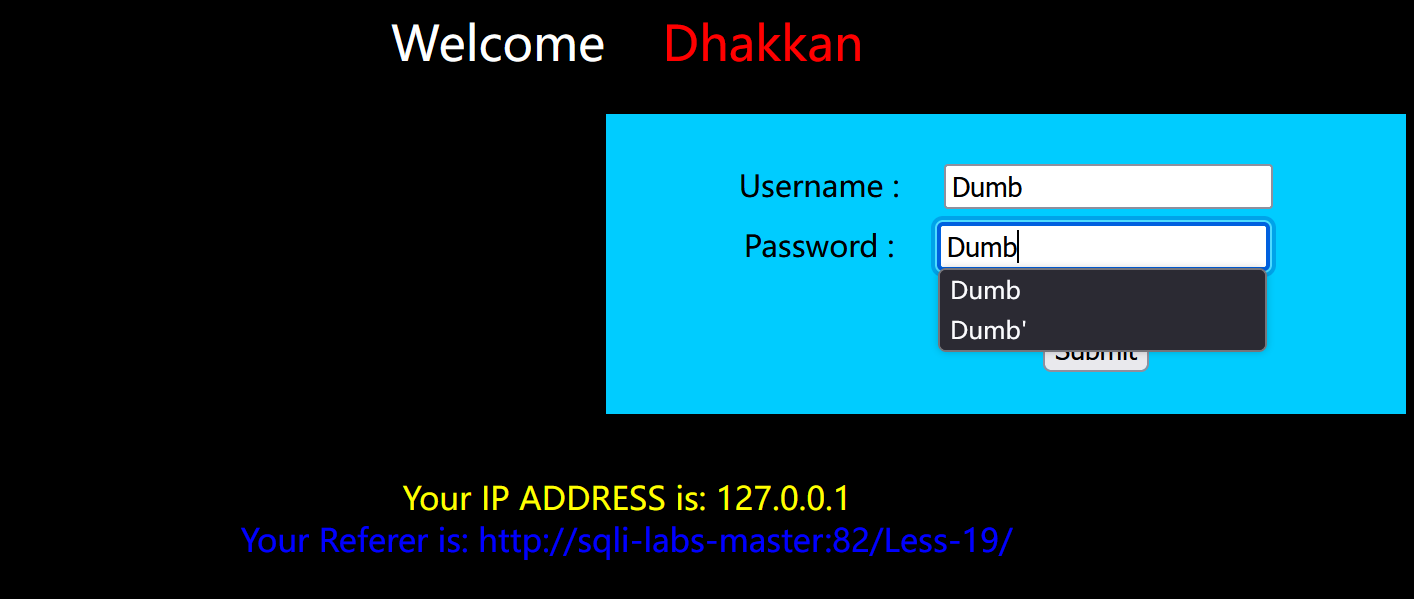 Welcome Dhakkan
Username : Dumb
Password : Dumb
Dumb
Dumb'
Submit
Your IP ADDRESS is: 127.0.0.1
Your Referer is: http://sqli-labs-master:82/Less-19/